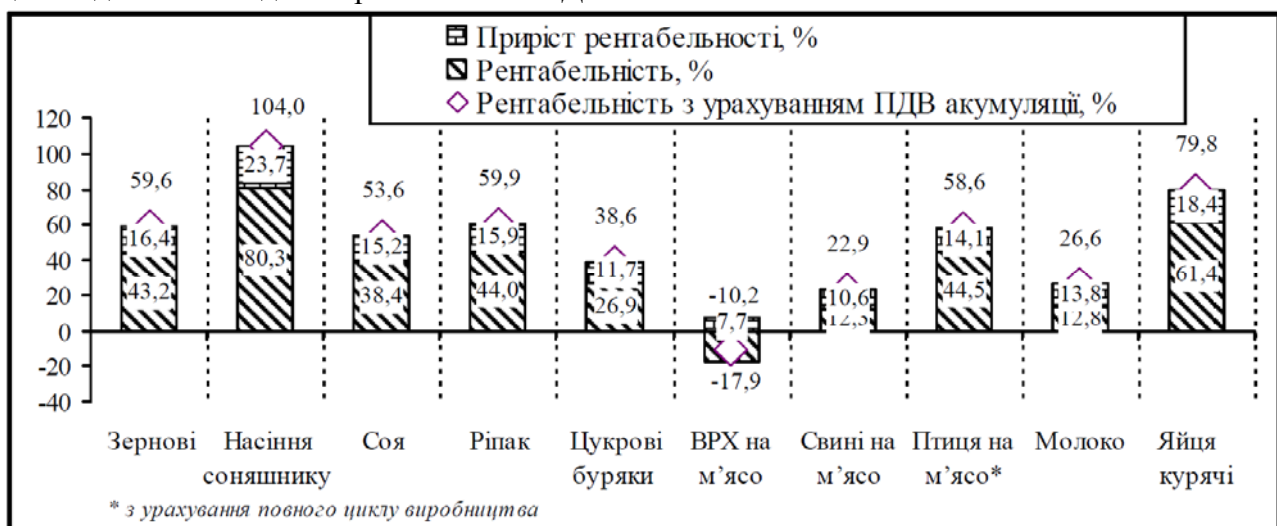 Приріст рентабельності, %
Рентабельність, %
Рентабельність з урахуванням ПДВ акумуляції, %
120
100
80
60
40
20
0
-20
-40
59,6
16,4
43,2
104,0
23,7
80,3
53,6
15,2
38,4
59,9
15,9
44,0
38,6
11,7
26,9
-10,2
7,7
-17,9
22,9
10,6
12,3
58,6
14,1
44,5
26,6
13,8
12,8
79,8
18,4
61,4
Зернові
Насіння
соняшнику
Соя
Ріпак
Цукрові
буряки
ВРХ на
м’ясо
Свині на
м’ясо
Птиця на
м’ясо*
Молоко
Яйця
курячі
* з урахування повного циклу виробництва